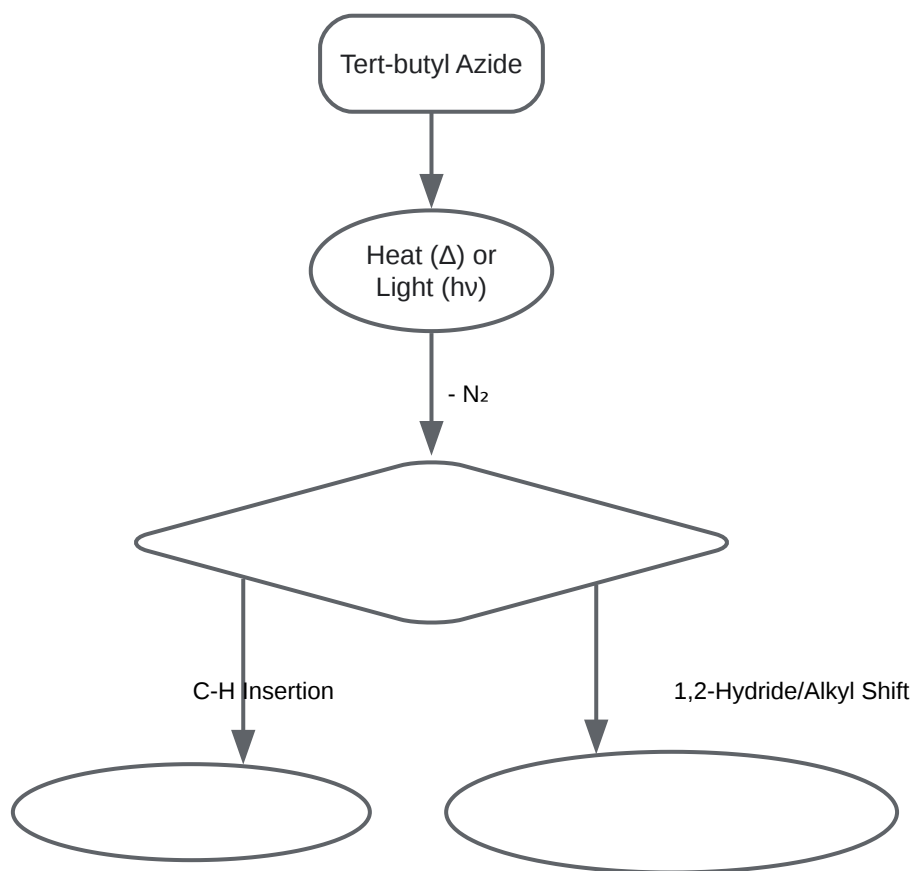 Tert-butyl Azide
Heat (Δ) or
Light (hν)
- N₂
C-H Insertion
1,2-Hydride/Alkyl Shift